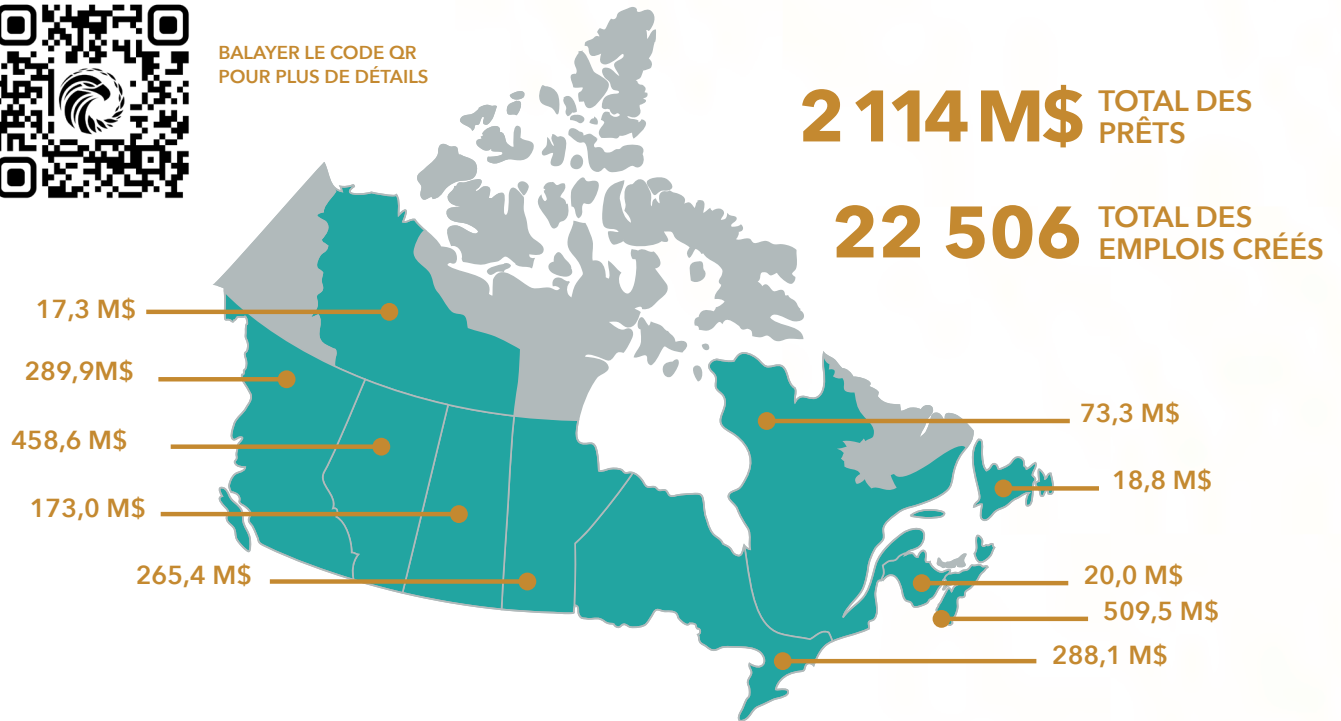 BALAYER LE CODE QR
POUR PLUS DE DÉTAILS
2 114 M$ TOTAL DES
PRÊTS
22 506 TOTAL DES
EMPLOIS CRÉÉS
17,3 M$
289,9M$
458,6 M$
173,0 M$
265,4 M$
73,3 M$
18,8 M$
20,0 M$
509,5 M$
288,1 M$